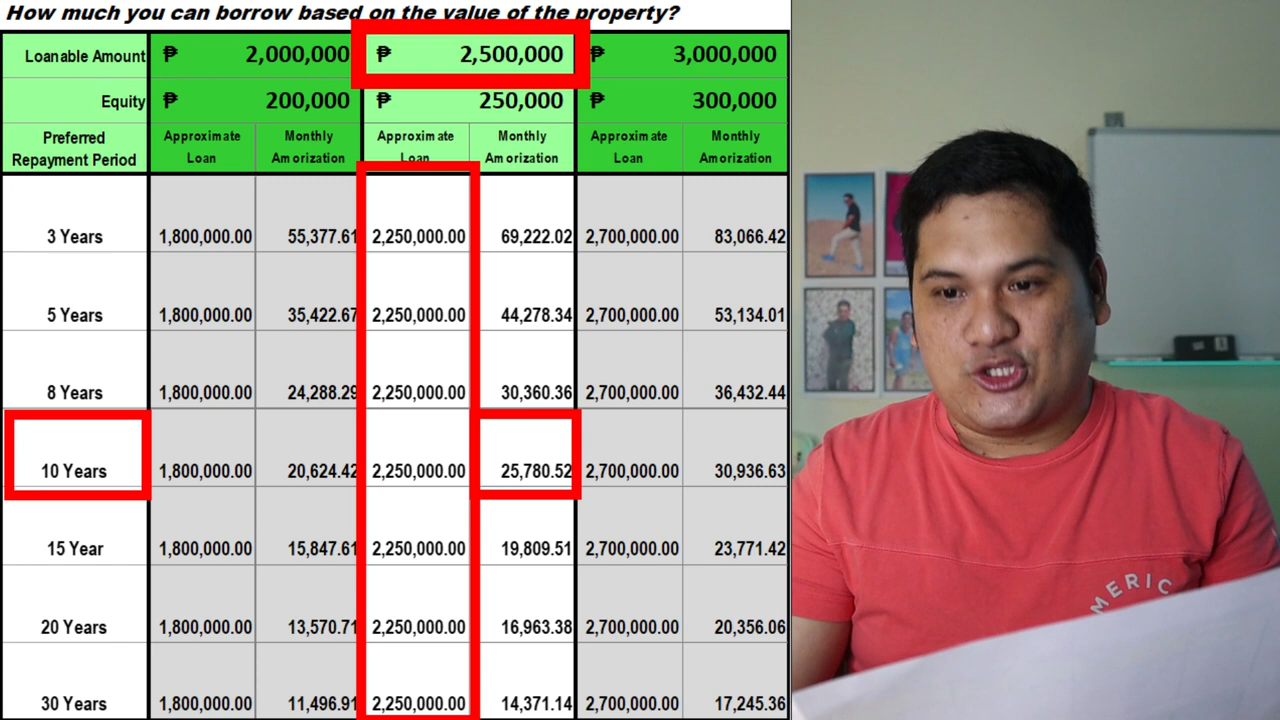 How much you can borrow based on the value of the property?
Loanable Amount ₱ 2,000,000 ₱ 2,500,000 ₱ 3,000,000
Equity ₱ 200,000 ₱ 250,000 ₱ 300,000
Preferred Repayment Period Approximate Loan Monthly Amorization Approximate Loan Monthly Amorization Approximate Loan Monthly Amorization
3 Years 1,800,000.00 55,377.61 2,250,000.00 69,222.02 2,700,000.00 83,066.42
5 Years 1,800,000.00 35,422.67 2,250,000.00 44,278.34 2,700,000.00 53,134.01
8 Years 1,800,000.00 24,288.29 2,250,000.00 30,360.36 2,700,000.00 36,432.44
10 Years 1,800,000.00 20,624.42 2,250,000.00 25,780.52 2,700,000.00 30,936.63
15 Year 1,800,000.00 15,847.61 2,250,000.00 19,809.51 2,700,000.00 23,771.42
20 Years 1,800,000.00 13,570.71 2,250,000.00 16,963.38 2,700,000.00 20,356.06
30 Years 1,800,000.00 11,496.91 2,250,000.00 14,371.14 2,700,000.00 17,245.36
MERIC